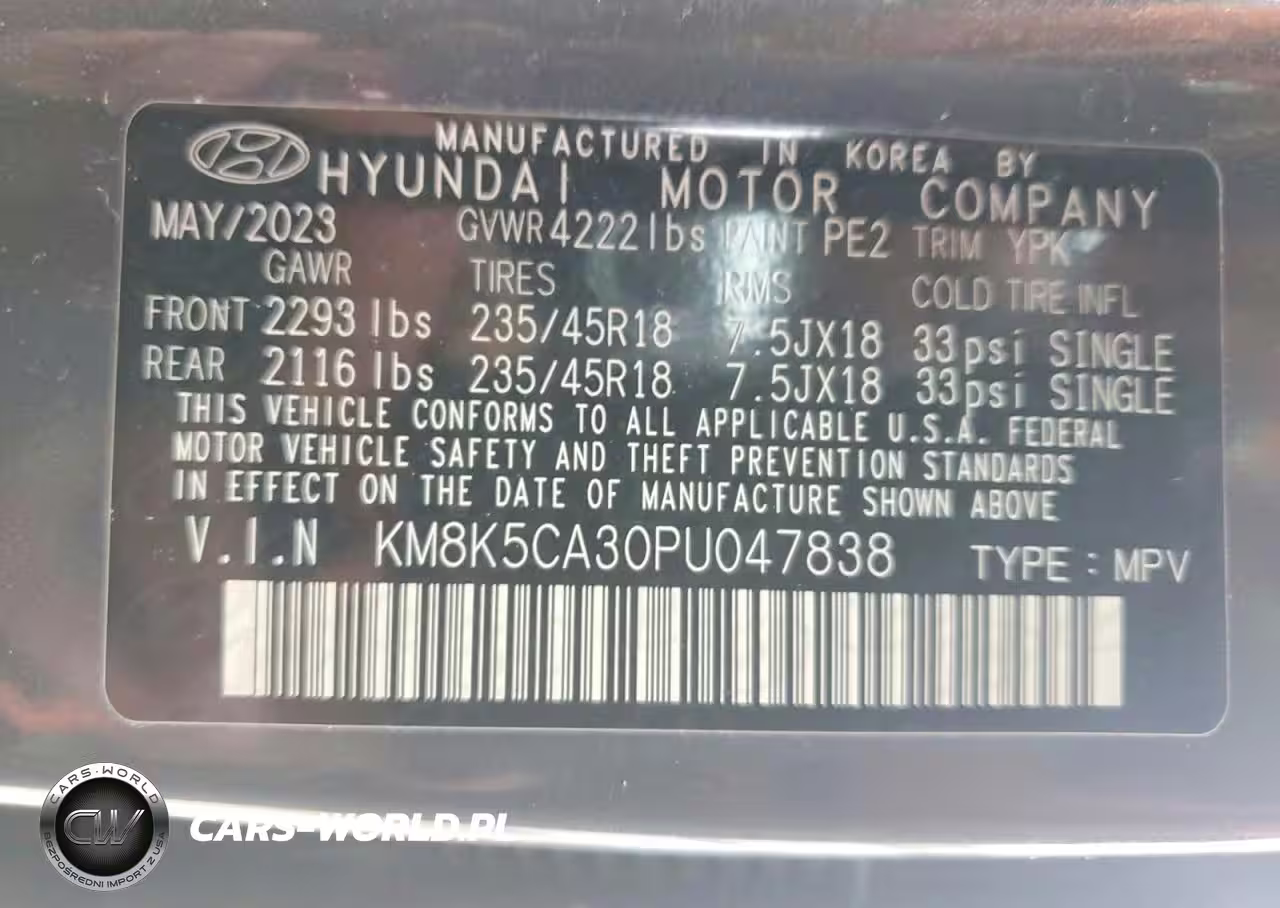 MANUFACTURED IN KOREA BY
HYUNDAI MOTOR COMPANY
MAY/2023 GVWR 4222 lbs PAINT PE2 TRIM YPK
GAWR TIRES RIMS COLD TIRE INFL
FRONT 2293 lbs 235/45R18 7.5JX18 33psi SINGLE
REAR 2116 lbs 235/45R18 7.5JX18 33psi SINGLE
THIS VEHICLE CONFORMS TO ALL APPLICABLE U.S.A. FEDERAL
MOTOR VEHICLE SAFETY AND THEFT PREVENTION STANDARDS
IN EFFECT ON THE DATE OF MANUFACTURE SHOWN ABOVE
V.I.N KM8K5CA30PU047838 TYPE : MPV
CARS-WORLD
CW
BEZPOŚREDNI IMPORT Z USA
CARS-WORLD.PL